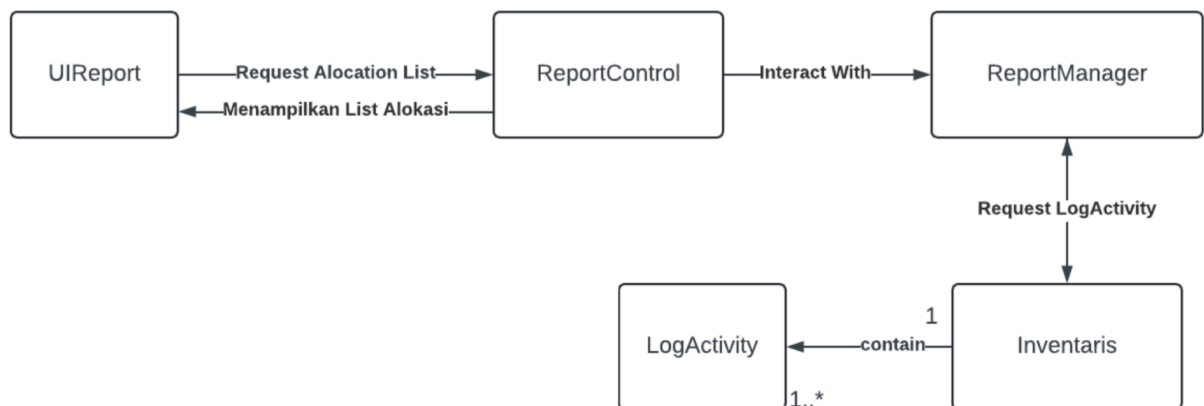 UIReport
Request Alocation List
Menampilkan List Alokasi
ReportControl
Interact With
ReportManager
Request LogActivity
LogActivity
1..*
contain
1
Inventaris